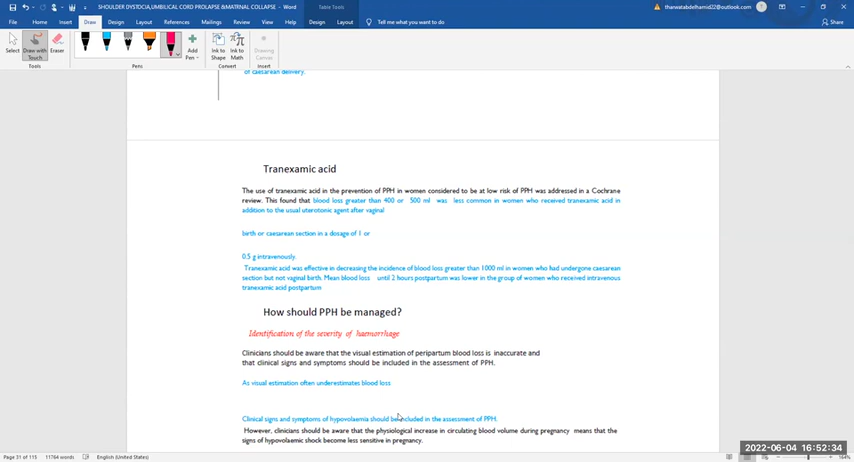 SHOULDER DYSTOCIA,UMBILICAL CORD PROLAPSE &MATENAL COLLAPSE - Word
Table Tools
tharwatabdelhamid22@outlook.com
File Home Insert Draw Design Layout References Mailings Review View Help Design Layout Tell me what you want to do Share
Select
Draw with Touch
Eraser
Add Pen
Ink to Shape
Ink to Math
Drawing Canvas
Tools Pens Convert Insert
of caesarean delivery.
Tranexamic acid
The use of tranexamic acid in the prevention of PPH in women considered to be at low risk of PPH was addressed in a Cochrane
review. This found that blood loss greater than 400 or 500 ml was less common in women who received tranexamic acid in
addition to the usual uterotonic agent after vaginal
birth or caesarean section in a dosage of 1 or
0.5 g intravenously.
Tranexamic acid was effective in decreasing the incidence of blood loss greater than 1000 ml in women who had undergone caesarean
section but not vaginal birth. Mean blood loss until 2 hours postpartum was lower in the group of women who received intravenous
tranexamic acid postpartum
How should PPH be managed?
Identification of the severity of haemorrhage
Clinicians should be aware that the visual estimation of peripartum blood loss is inaccurate and
that clinical signs and symptoms should be included in the assessment of PPH.
As visual estimation often underestimates blood loss
Clinical signs and symptoms of hypovolaemia should be included in the assessment of PPH.
However, clinicians should be aware that the physiological increase in circulating blood volume during pregnancy means that the
signs of hypovolaemic shock become less sensitive in pregnancy.
2022-06-04 16:52:34
Page 31 of 115 11764 words English (United States) 164%